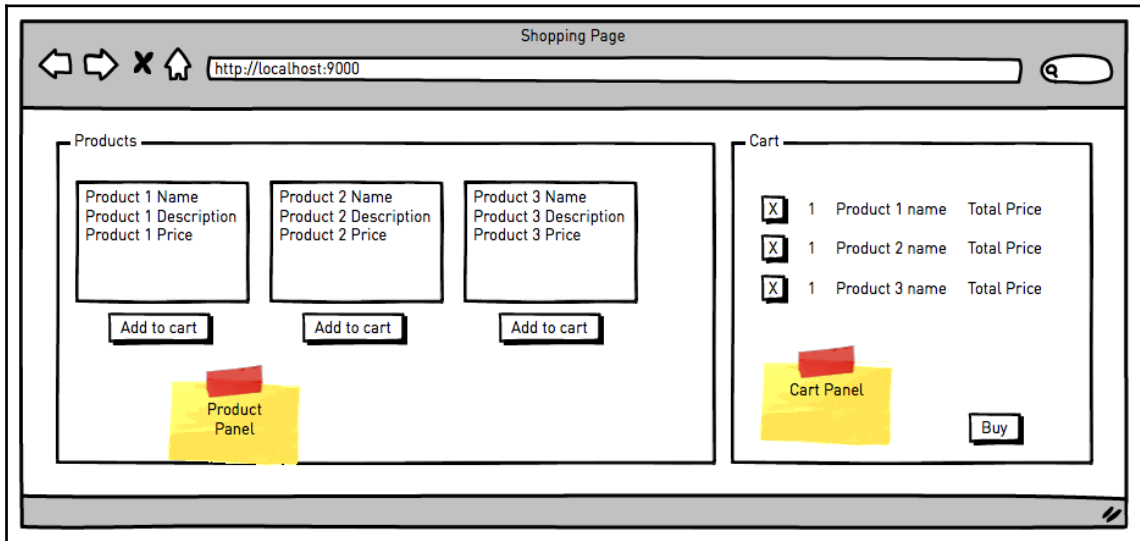 Shopping Page
http://localhost:9000
Products
Product 1 Name
Product 1 Description
Product 1 Price
Add to cart
Product 2 Name
Product 2 Description
Product 2 Price
Add to cart
Product 3 Name
Product 3 Description
Product 3 Price
Add to cart
Product
Panel
Cart
X 1 Product 1 name Total Price
X 1 Product 2 name Total Price
X 1 Product 3 name Total Price
Cart Panel
Buy